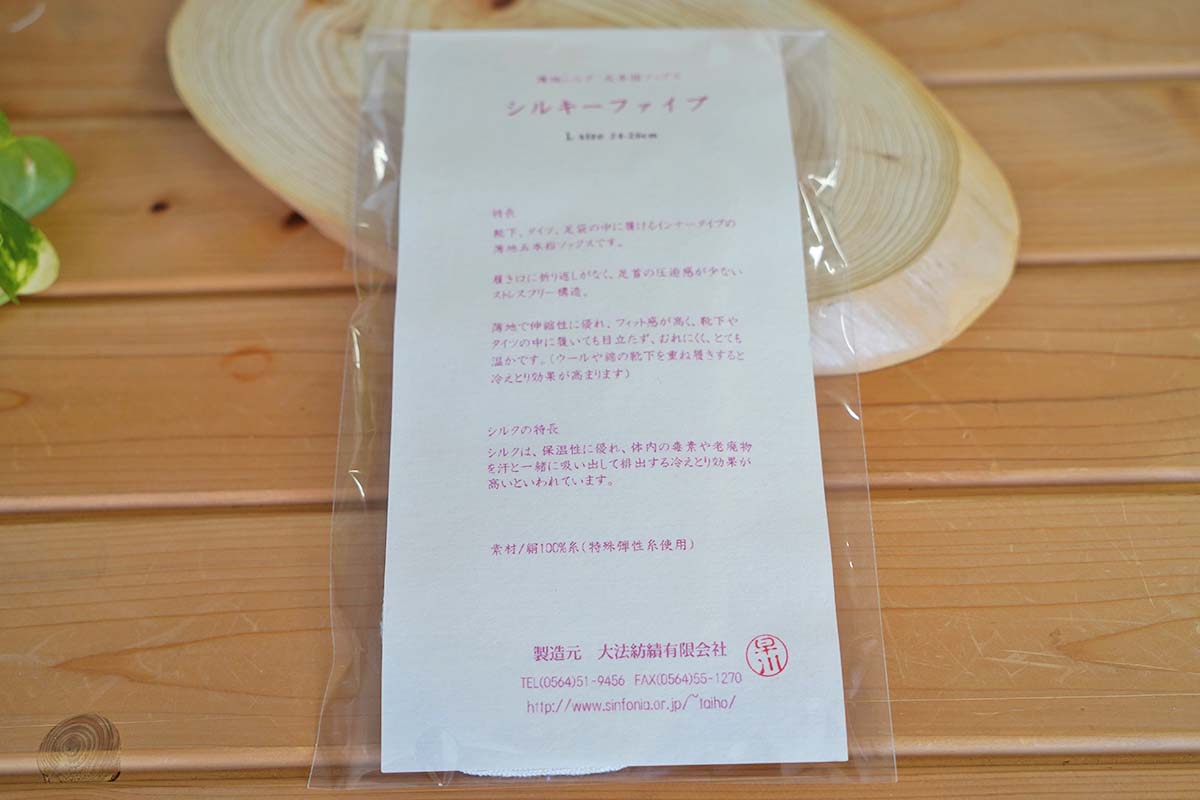 薄地シルク 五本指ソックス
シルキーファイブ
L size 24-26cm
特長
靴下、タイツ、足袋の中に履けるインナータイプの
薄地五本指ソックスです。
履き口に折り返しがなく、足首の圧迫感が少ない
ストレスフリー構造。
薄地で伸縮性に優れ、フィット感が高く、靴下や
タイツの中に履いても目立たず、むれにくく、とても
温かです。（ウールや綿の靴下を重ね履きすると
冷えとり効果が高まります）
シルクの特長
シルクは、保温性に優れ、体内の毒素や老廃物
を汗と一緒に吸い出して排出する冷えとり効果が
高いといわれています。
素材/絹100%糸（特殊弾性糸使用）
製造元　大法紡績有限会社
早川
TEL(0564)51-9456 FAX(0564)55-1270
http://www.sinfonia.or.jp/~taiho/